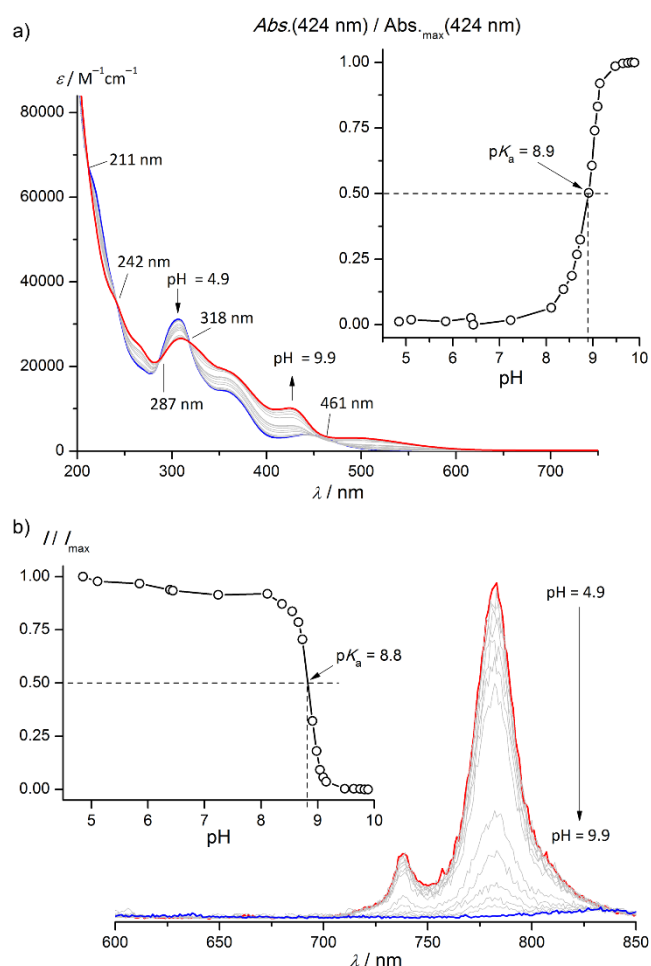 a)
Abs.(424 nm) / Abs.max(424 nm)
ε / M⁻¹cm⁻¹
80000
60000
40000
20000
0
211 nm
242 nm
pH = 4.9
318 nm
287 nm
pH = 9.9
461 nm
200 300 400 500 600 700
λ / nm
1.00
0.75
0.50
0.25
0.00
pKa = 8.9
5 6 7 8 9 10
pH
b)
I / Imax
1.00
0.75
0.50
0.25
0.00
pKa = 8.8
5 6 7 8 9 10
pH
pH = 4.9
pH = 9.9
600 650 700 750 800 850
λ / nm